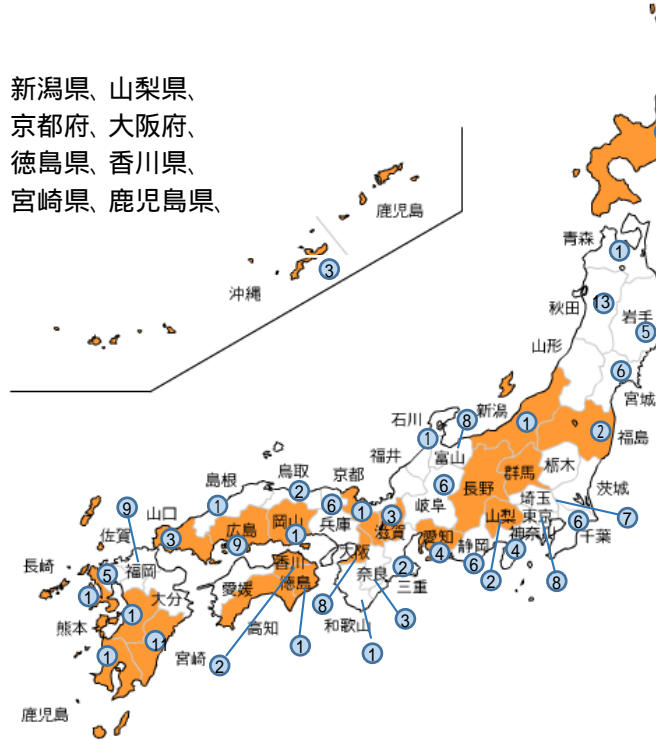 新潟県、山梨県、
京都府、大阪府、
徳島県、香川県、
宮崎県、鹿児島県、
鹿児島
沖縄
3
青森
1
秋田
13
岩手
5
山形
6
宮城
石川
8
新潟
1
2
福島
1
福井
富山
群馬
栃木
茨城
島根
鳥取
京都
長野
埼玉
9
山口
1
2
6
兵庫
1
岐阜
6
滋賀
3
山梨
東京
6
7
佐賀
3
広島
岡山
1
愛知
神奈川
千葉
長崎
福岡
9
大阪
4
静岡
4
5
香川
奈良
2
三重
6
2
8
1
愛媛
徳島
大分
1
8
熊本
高知
和歌山
3
11
1
宮崎
2
1
1
鹿児島